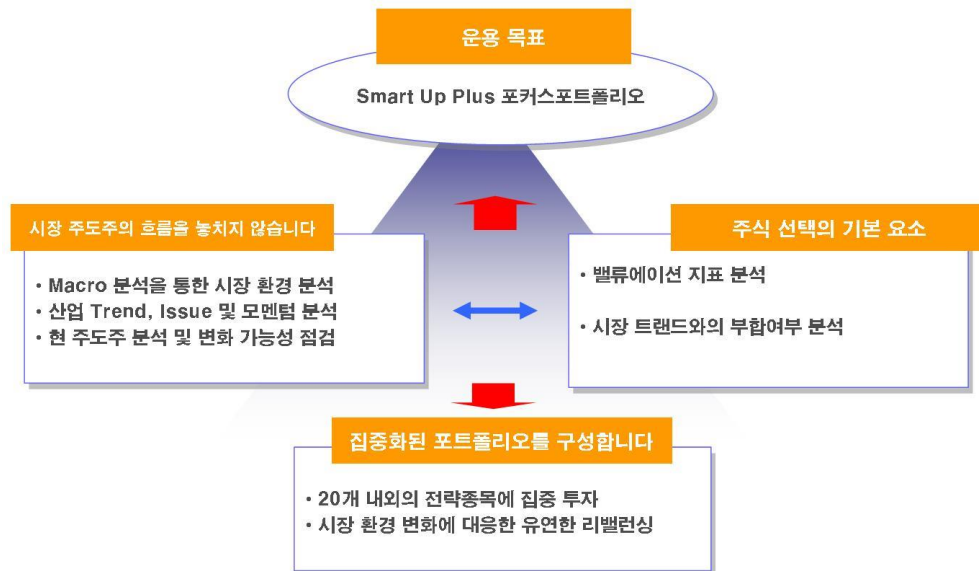 운용 목표
Smart Up Plus 포커스포트폴리오
시장 주도주의 흐름을 놓치지 않습니다
• Macro 분석을 통한 시장 환경 분석
• 산업 Trend, Issue 및 모멘텀 분석
• 현 주도주 분석 및 변화 가능성 점검
주식 선택의 기본 요소
• 밸류에이션 지표 분석
• 시장 트랜드와의 부합여부 분석
집중화된 포트폴리오를 구성합니다
• 20개 내외의 전략종목에 집중 투자
• 시장 환경 변화에 대응한 유연한 리밸런싱